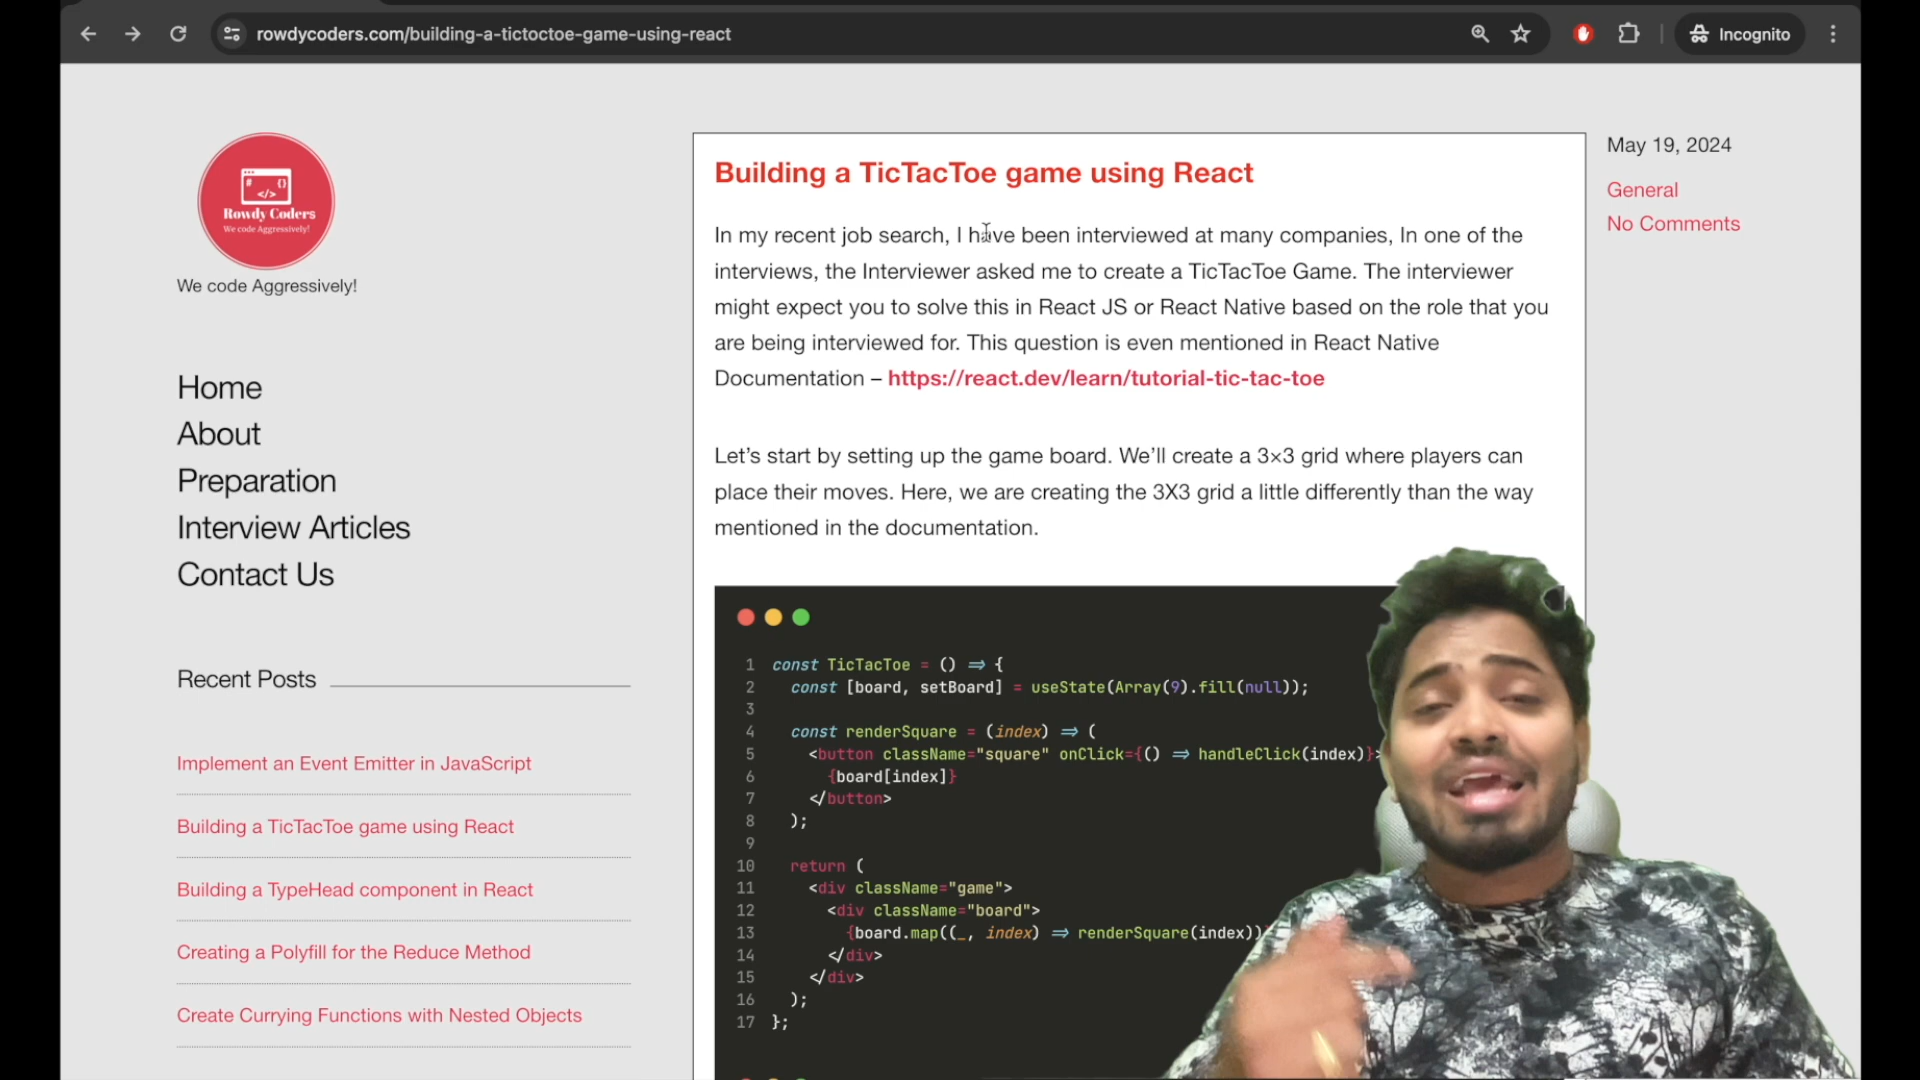 rowdycoders.com/building-a-tictoctoe-game-using-react
Incognito
# {}
</>
Rowdy Coders
We code Aggressively!
We code Aggressively!
Home
About
Preparation
Interview Articles
Contact Us
Recent Posts
Implement an Event Emitter in JavaScript
Building a TicTacToe game using React
Building a TypeHead component in React
Creating a Polyfill for the Reduce Method
Create Currying Functions with Nested Objects
Building a TicTacToe game using React
In my recent job search, I have been interviewed at many companies, In one of the
interviews, the Interviewer asked me to create a TicTacToe Game. The interviewer
might expect you to solve this in React JS or React Native based on the role that you
are being interviewed for. This question is even mentioned in React Native
Documentation – https://react.dev/learn/tutorial-tic-tac-toe
Let’s start by setting up the game board. We’ll create a 3×3 grid where players can
place their moves. Here, we are creating the 3X3 grid a little differently than the way
mentioned in the documentation.
1 const TicTacToe = () => {
2 const [board, setBoard] = useState(Array(9).fill(null));
3
4 const renderSquare = (index) => (
5 <button className="square" onClick={() => handleClick(index)}>
6 {board[index]}
7 </button>
8 );
9
10 return (
11 <div className="game">
12 <div className="board">
13 {board.map((_, index) => renderSquare(index))
14 </div>
15 </div>
16 );
17 };
May 19, 2024
General
No Comments